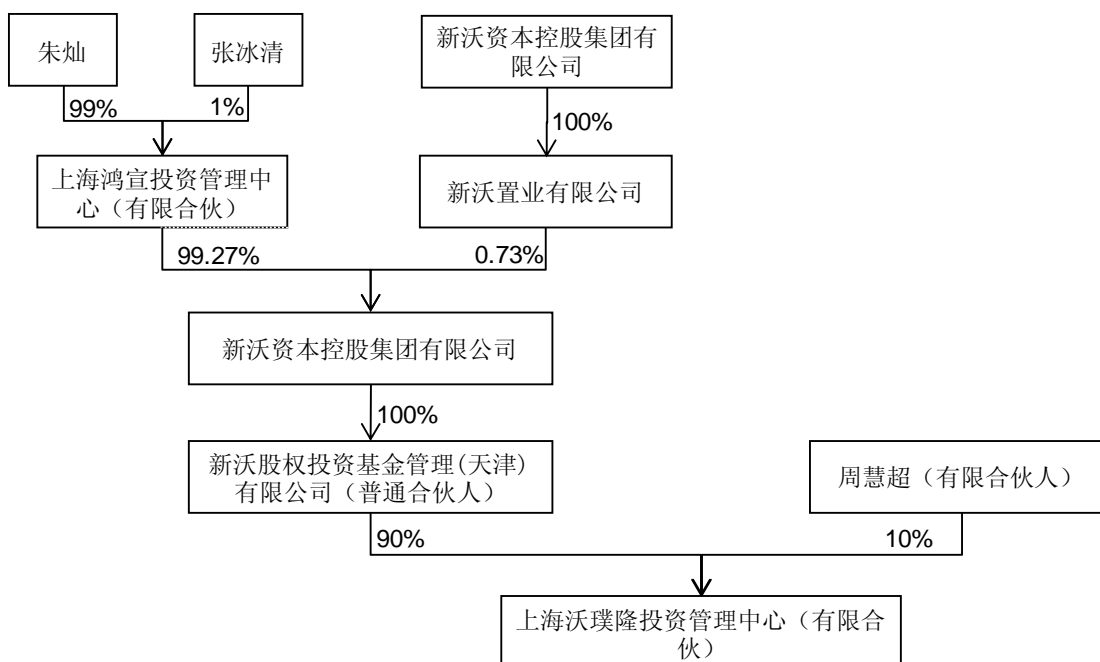 朱灿
张冰清
新沃资本控股集团有
限公司
99%
1%
100%
上海鸿宣投资管理中
心（有限合伙）
新沃置业有限公司
99.27%
0.73%
新沃资本控股集团有限公司
100%
新沃股权投资基金管理(天津)
有限公司（普通合伙人）
周慧超（有限合伙人）
90%
10%
上海沃璞隆投资管理中心（有限合
伙）